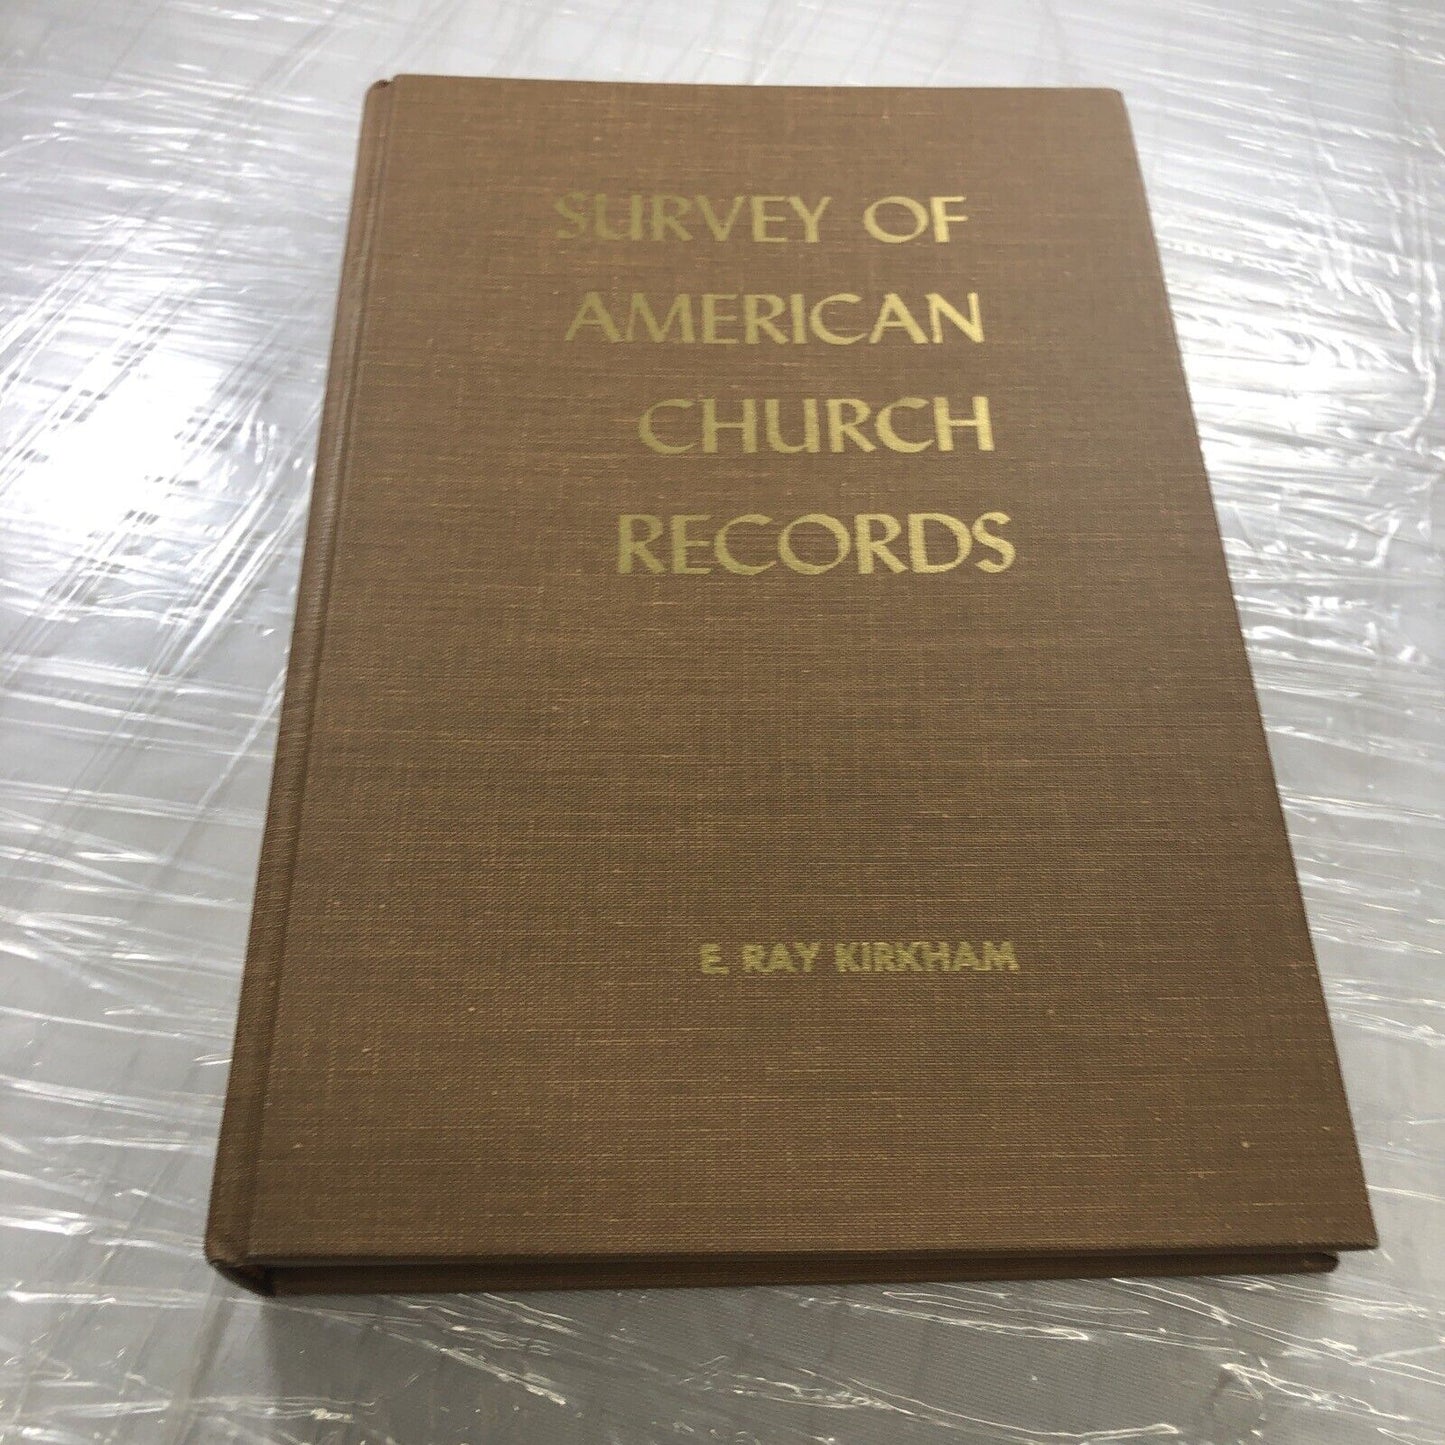 SURVEY OF
AMERICAN
CHURCH
RECORDS
E. RAY KIRKHAM